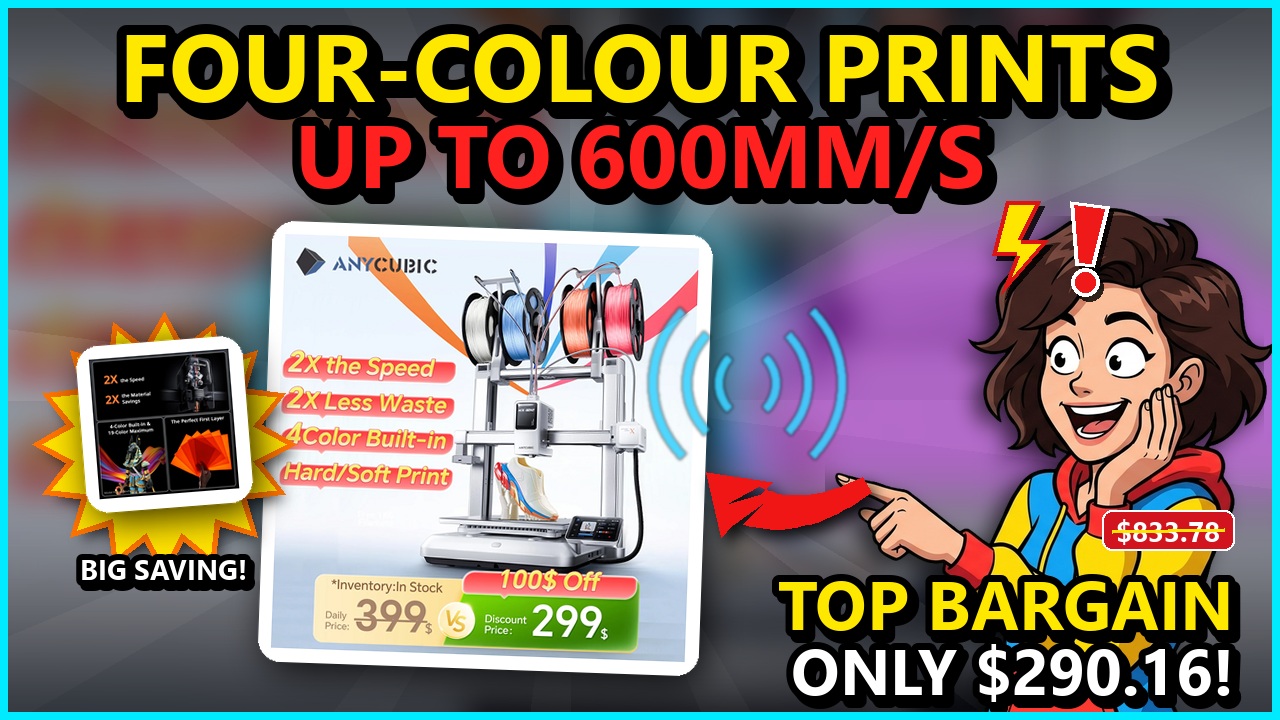 FOUR-COLOUR PRINTS
UP TO 600MM/S
ANYCUBIC
2X the Speed
2X Less Waste
4Color Built-in
Hard/Soft Print
*Inventory:In Stock
Daily Price: 399$
VS
100$ Off
Discount Price: 299$
2X the Speed
2X the Material Savings
4-Color Built-in & 19-Color Maximum
The Perfect First Layer
BIG SAVING!
$833.78
TOP BARGAIN
ONLY $290.16!